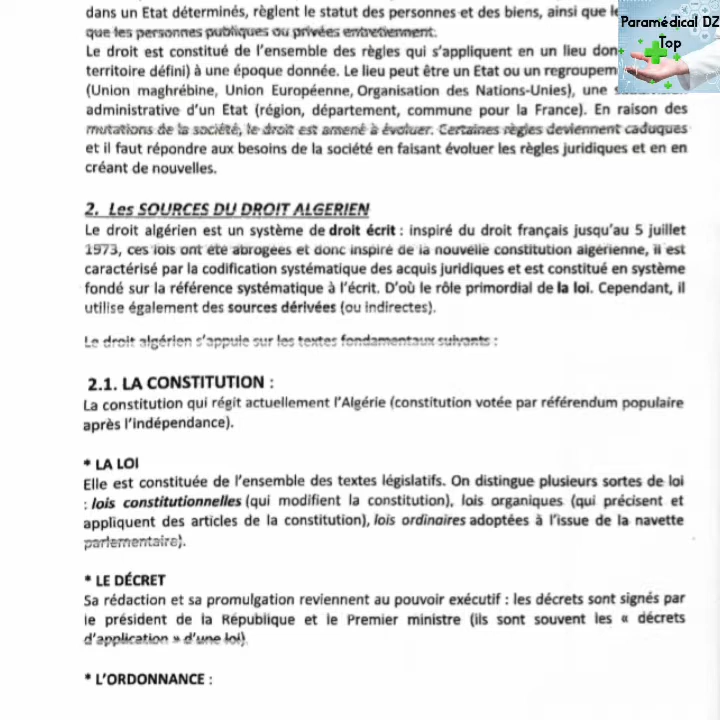 dans un Etat déterminés, règlent le statut des personnes et des biens, ainsi que
que les personnes publiques ou privées entretiennent.
Le droit est constitué de l'ensemble des règles qui s'appliquent en un lieu don
territoire défini) à une époque donnée. Le lieu peut être un Etat ou un regroupem
(Union maghrébine, Union Européenne, Organisation des Nations-Unies), une
administrative d'un Etat (région, département, commune pour la France). En raison des
mutations de la société, le droit est amené à évoluer. Certaines règles deviennent caduques
et il faut répondre aux besoins de la société en faisant évoluer les règles juridiques et en en
créant de nouvelles.
Paramédical DZ
Top
2. Les SOURCES DU DROIT ALGERIEN
Le droit algérien est un système de droit écrit : inspiré du droit français jusqu'au 5 juillet
1973, ces lois ont été abrogées et donc inspiré de la nouvelle constitution algérienne, il est
caractérisé par la codification systématique des acquis juridiques et est constitué en système
fondé sur la référence systématique à l'écrit. D'où le rôle primordial de la loi. Cependant, il
utilise également des sources dérivées (ou indirectes).
Le droit algérien s'appuie sur les textes fondamentaux suivants :
2.1. LA CONSTITUTION :
La constitution qui régit actuellement l'Algérie (constitution votée par référendum populaire
après l'indépendance).
* LA LOI
Elle est constituée de l'ensemble des textes législatifs. On distingue plusieurs sortes de loi
: lois constitutionnelles (qui modifient la constitution), lois organiques (qui précisent et
appliquent des articles de la constitution), lois ordinaires adoptées à l'issue de la navette
parlementaire).
* LE DÉCRET
Sa rédaction et sa promulgation reviennent au pouvoir exécutif : les décrets sont signés par
le président de la République et le Premier ministre (ils sont souvent les « décrets
d'application » d'une loi).
* L'ORDONNANCE :